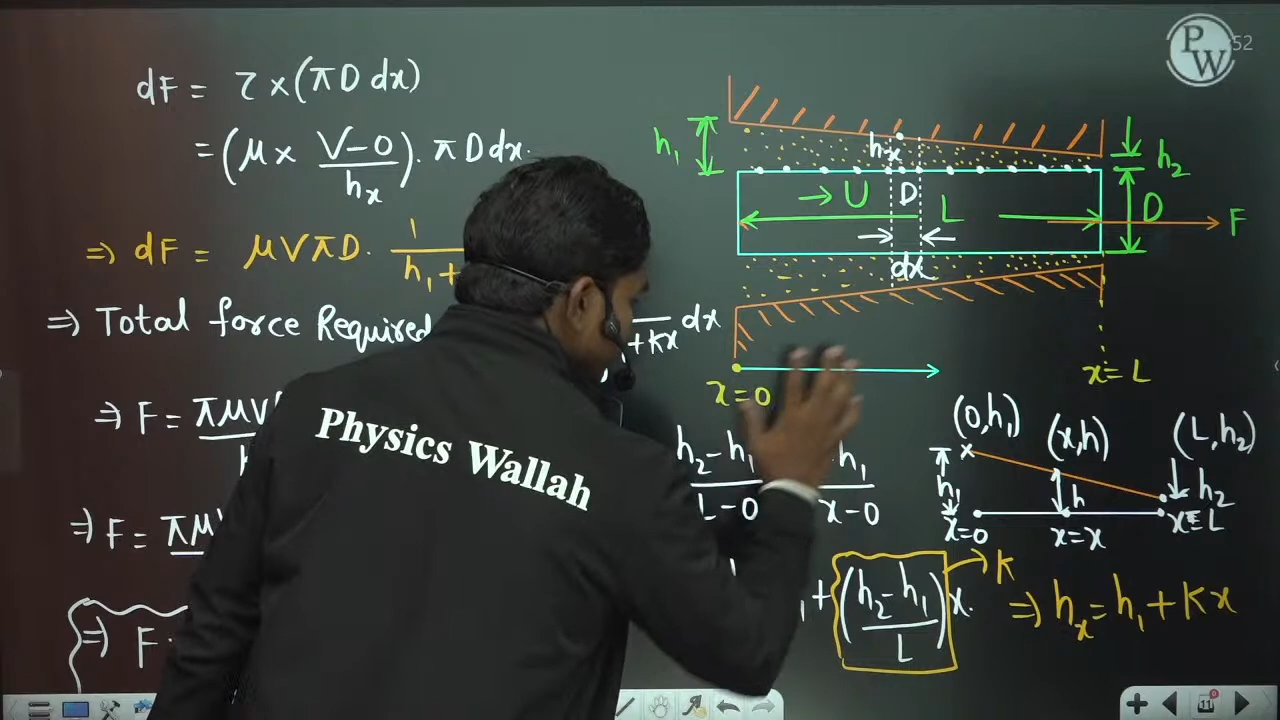 PW 52
dF = τ × (πD dx)
= (μ × (V-0)/hx) · πD dx
⇒ dF = μVπD · 1/(h1 +
⇒ Total force Required
+Kx dx
⇒ F = πμV
⇒ F = πμ
⇒ F
h1
hx
h2
→ U
D
L
D
F
dx
x=0
x=L
(h2-h1)/(L-0)
h1/(x-0)
+ ((h2-h1)/L) x.
K
⇒ hx = h1 + Kx
(0,h1)
(x,h)
(L,h2)
h1
h
h2
x=0
x=x
x=L
Physics Wallah
11